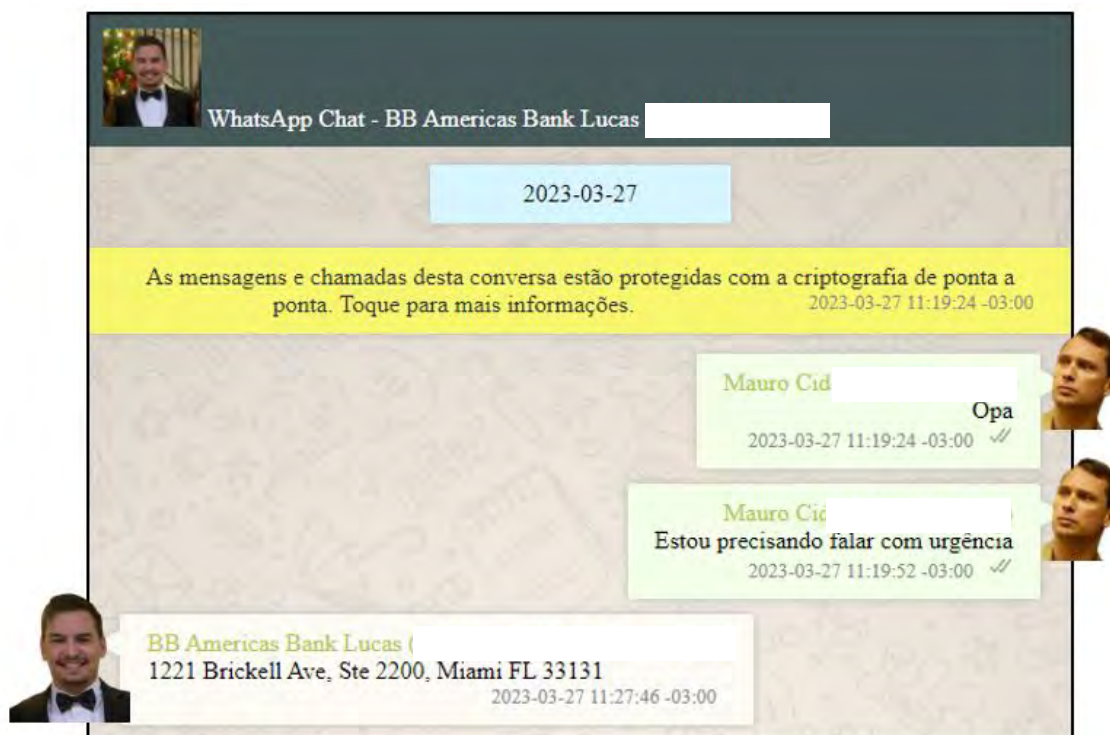 WhatsApp Chat - BB Americas Bank Lucas
2023-03-27
As mensagens e chamadas desta conversa estão protegidas com a criptografia de ponta a
ponta. Toque para mais informações.
2023-03-27 11:19:24 -03:00
Mauro Cid
Opa
2023-03-27 11:19:24 -03:00
Mauro Cid
Estou precisando falar com urgência
2023-03-27 11:19:52 -03:00
BB Americas Bank Lucas (
1221 Brickell Ave, Ste 2200, Miami FL 33131
2023-03-27 11:27:46 -03:00